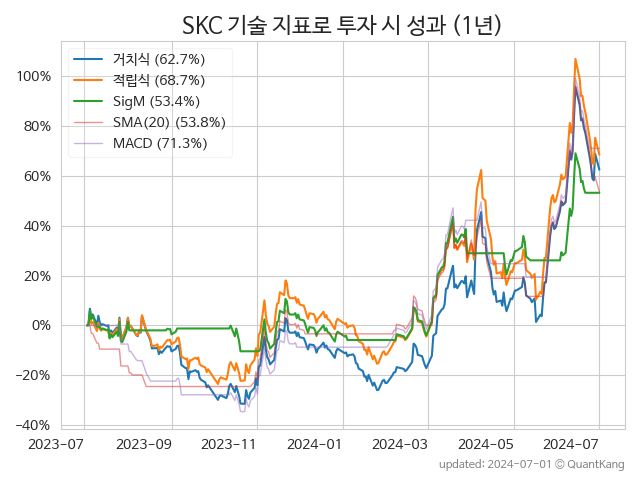 SKC 기술 지표로 투자 시 성과 (1년)
거치식 (62.7%)
적립식 (68.7%)
SigM (53.4%)
SMA(20) (53.8%)
MACD (71.3%)
100%
80%
60%
40%
20%
0%
−20%
−40%
2023-07 2023-09 2023-11 2024-01 2024-03 2024-05 2024-07
updated: 2024-07-01 © QuantKang